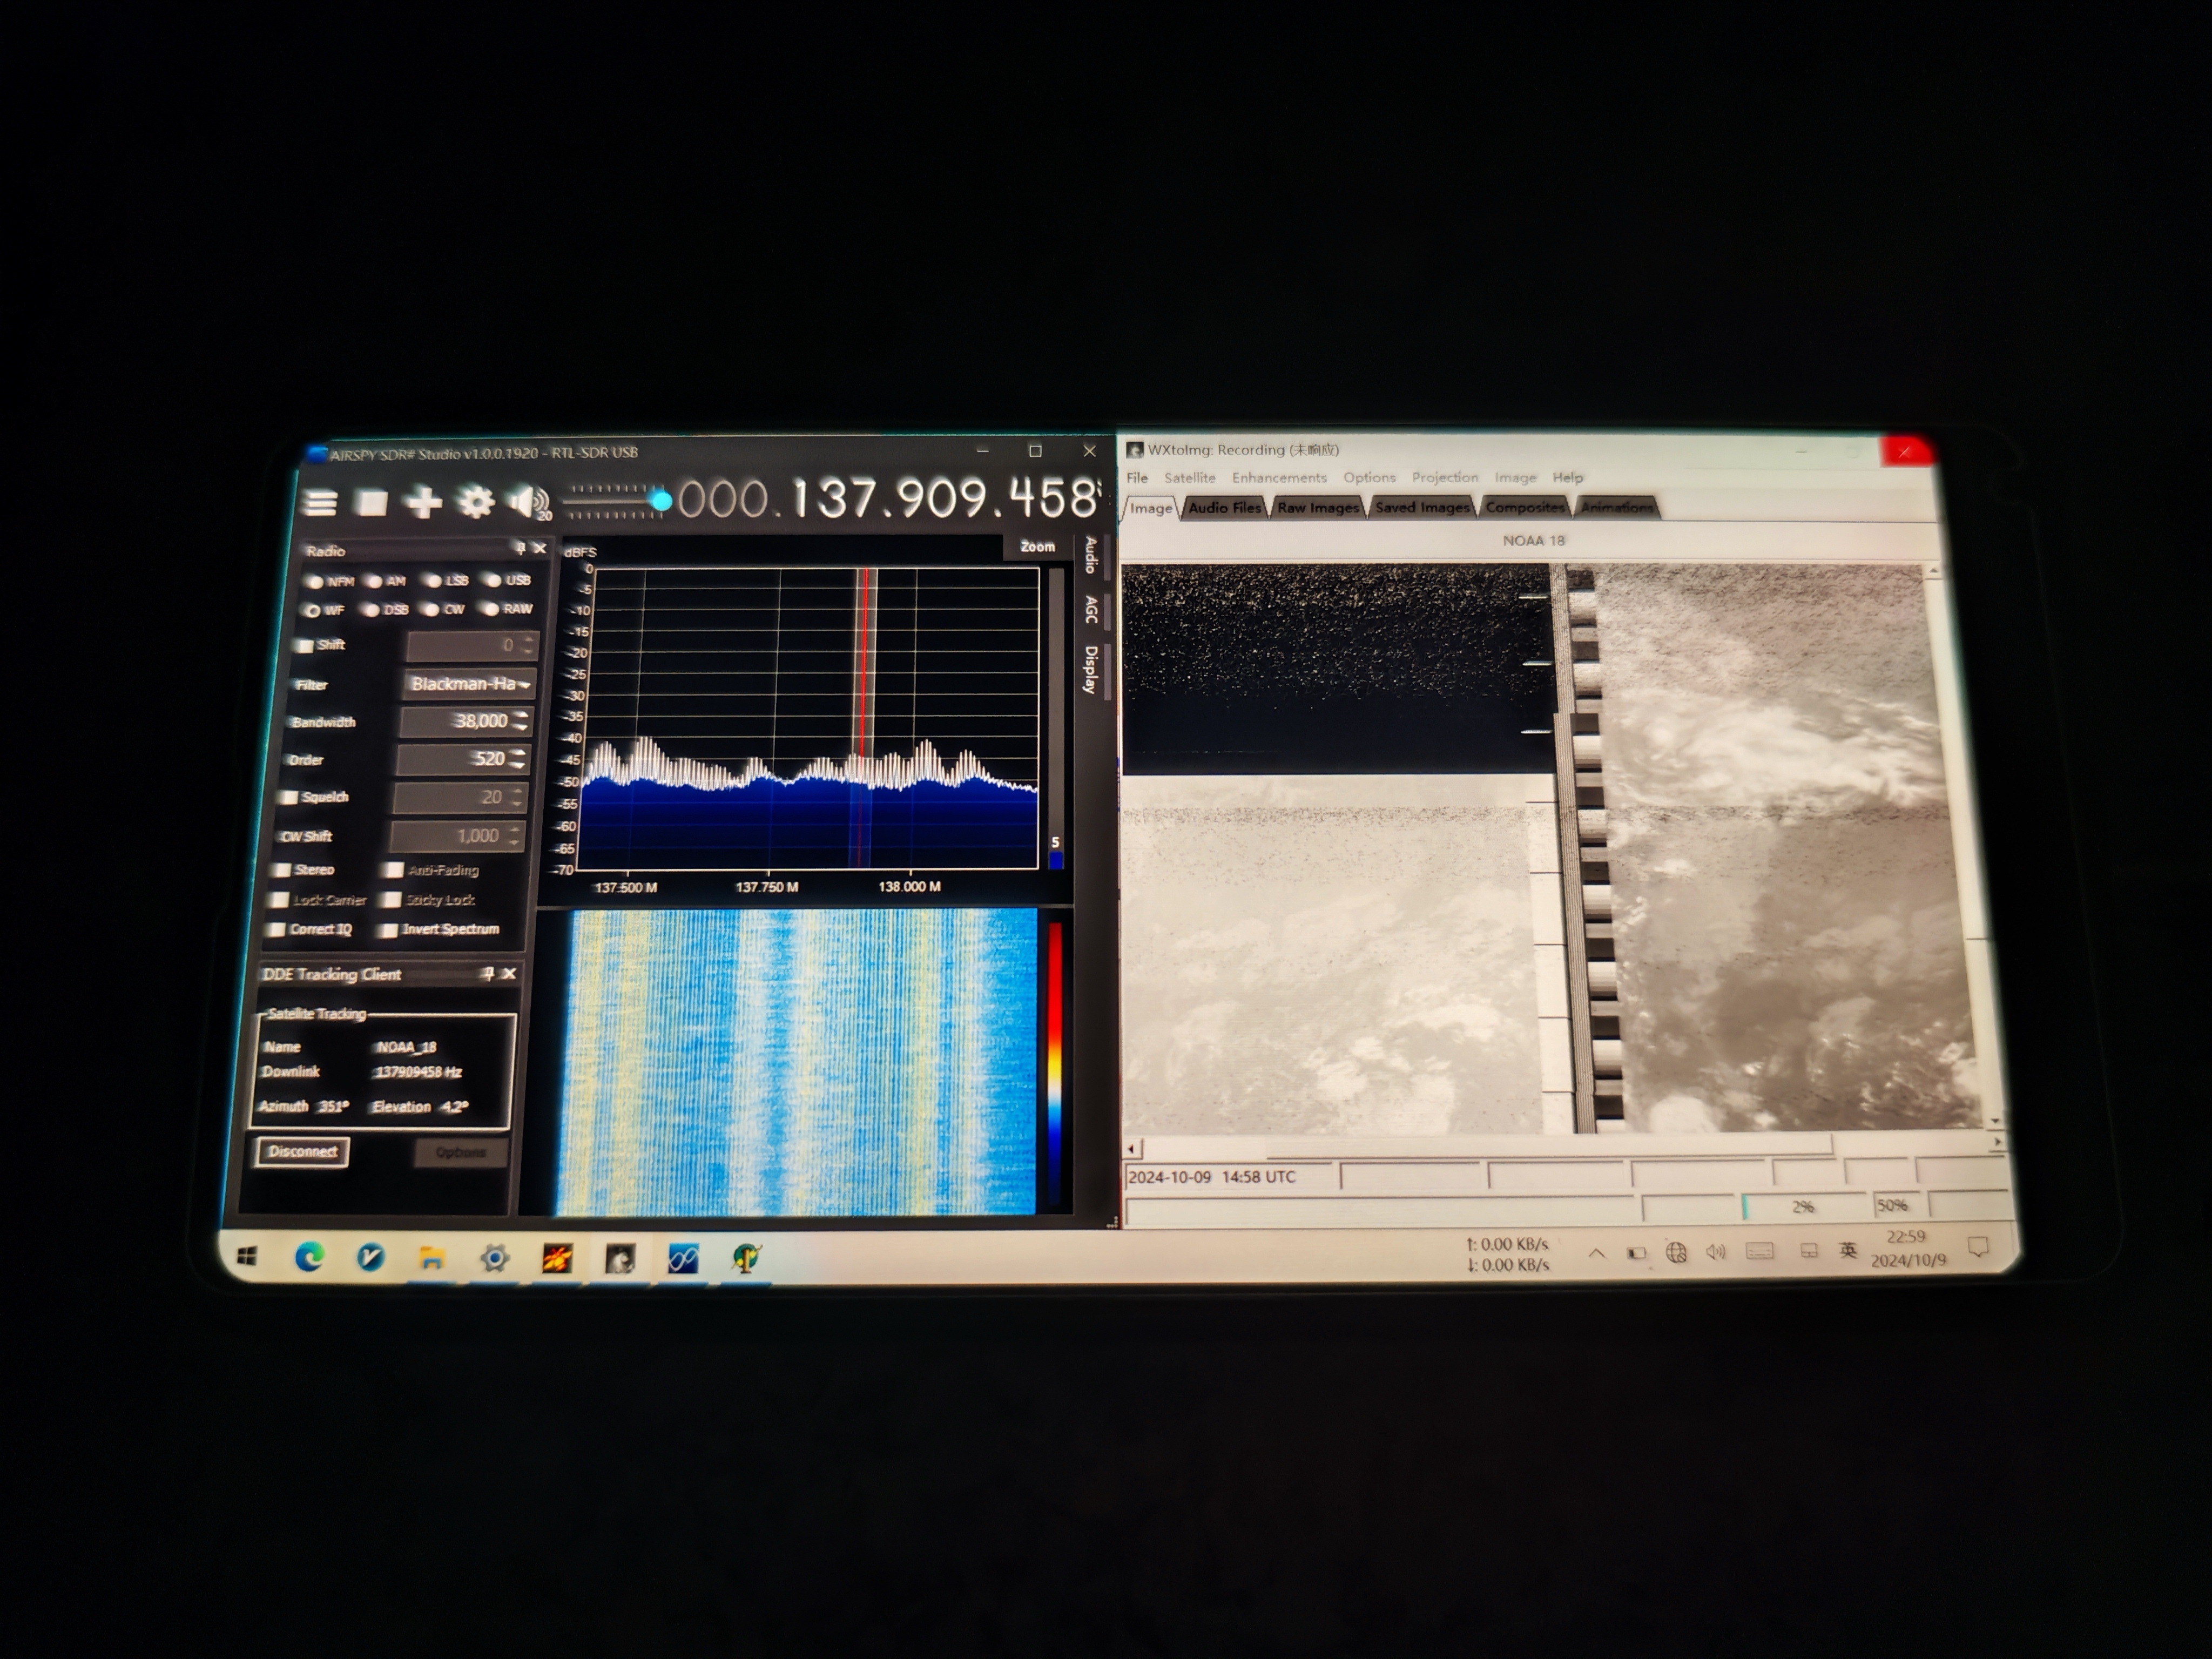 AIRSPY SDR# Studio v1.0.0.1920 - RTL-SDR USB
20
000.137.909.458
Radio
NFM AM LSB USB
WF DSB CW RAW
Shift 0
Filter Blackman-Ha
Bandwidth 38,000
Order 520
Squelch 20
CW Shift 1,000
Stereo Anti-Fading
Lock Carrier Sticky Lock
Correct IQ Invert Spectrum
DDE Tracking Client
Satellite Tracking
Name NOAA_18
Downlink 137909458 Hz
Azimuth 351° Elevation 4.2°
Disconnect Options
dBFS
Zoom
0
-5
-10
-15
-20
-25
-30
-35
-40
-45
-50
-55
-60
-65
-70
137.500 M 137.750 M 138.000 M
5
Audio
AGC
Display
WXtoImg: Recording (未响应)
File Satellite Enhancements Options Projection Image Help
Image Audio Files Raw Images Saved Images Composites Animations
NOAA 18
2024-10-09 14:58 UTC
2% 50%
↑: 0.00 KB/s
↓: 0.00 KB/s
英
22:59
2024/10/9